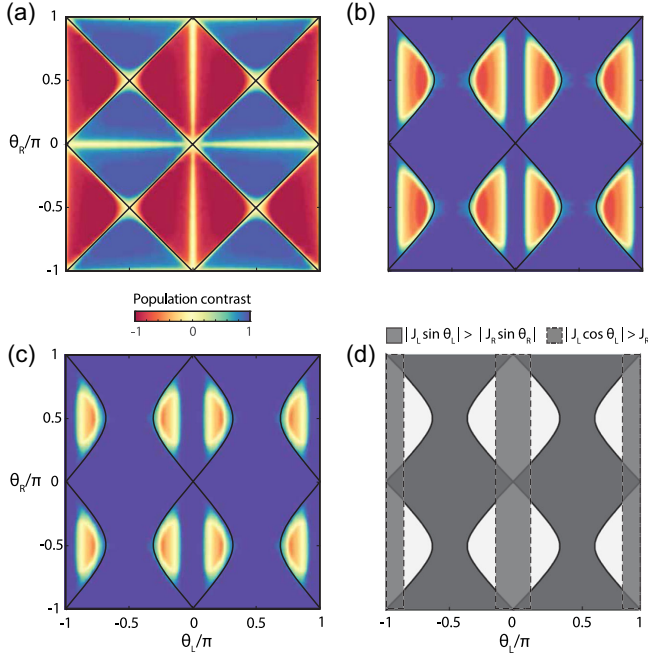 (a)
(b)
1
0.5
θR/π
0
-0.5
-1
Population contrast
-1
1
(c)
1
0.5
θR/π
0
-0.5
-1
-1
-0.5
0
0.5
1
θL/π
|JL sin θL| > |JR sin θR|
|JL cos θL| > JR
(d)
-1
-0.5
0
0.5
1
θL/π